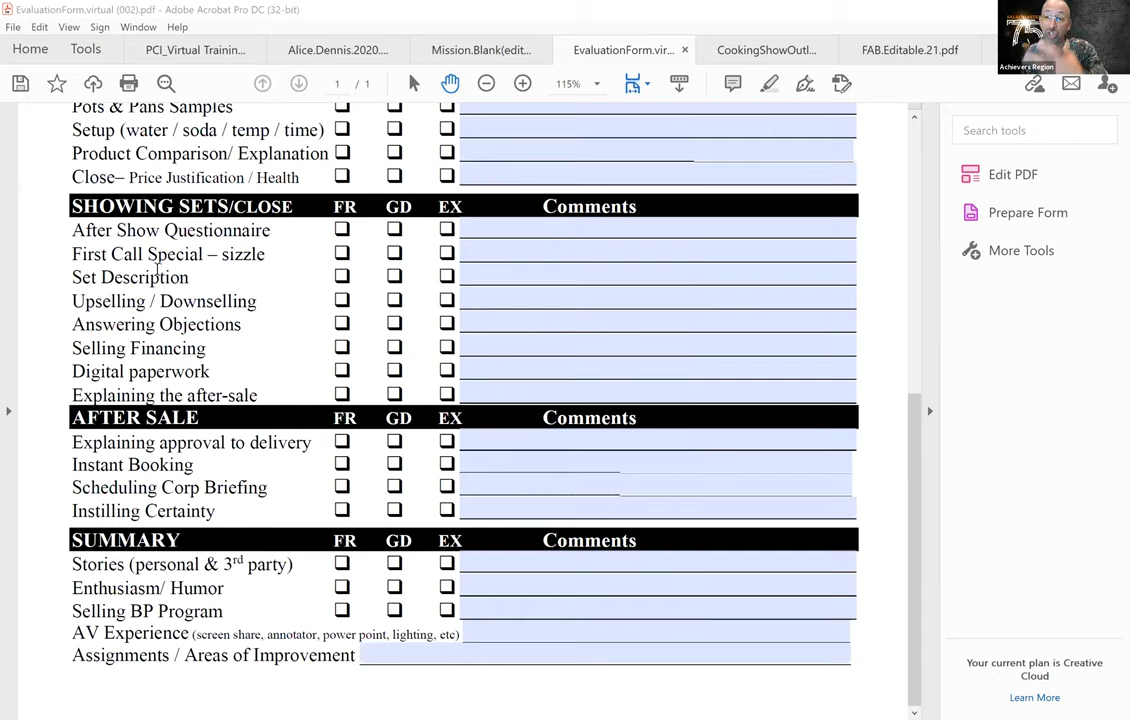 EvaluationForm.virtual (002).pdf - Adobe Acrobat Pro DC (32-bit)
File Edit View Sign Window Help
Home Tools PCI_Virtual Trainin... Alice.Dennis.2020.... Mission.Blank(edit... EvaluationForm.vir... × CookingShowOutl... FAB.Editable.21.pdf
75
Achievers Region
1 / 1 115%
Pots & Pans Samples
Setup (water / soda / temp / time)
Product Comparison/ Explanation
Close– Price Justification / Health
SHOWING SETS/CLOSE FR GD EX Comments
After Show Questionnaire
First Call Special – sizzle
Set Description
Upselling / Downselling
Answering Objections
Selling Financing
Digital paperwork
Explaining the after-sale
AFTER SALE FR GD EX Comments
Explaining approval to delivery
Instant Booking
Scheduling Corp Briefing
Instilling Certainty
SUMMARY FR GD EX Comments
Stories (personal & 3rd party)
Enthusiasm/ Humor
Selling BP Program
AV Experience (screen share, annotator, power point, lighting, etc)
Assignments / Areas of Improvement
Search tools
Edit PDF
Prepare Form
More Tools
Your current plan is Creative
Cloud
Learn More